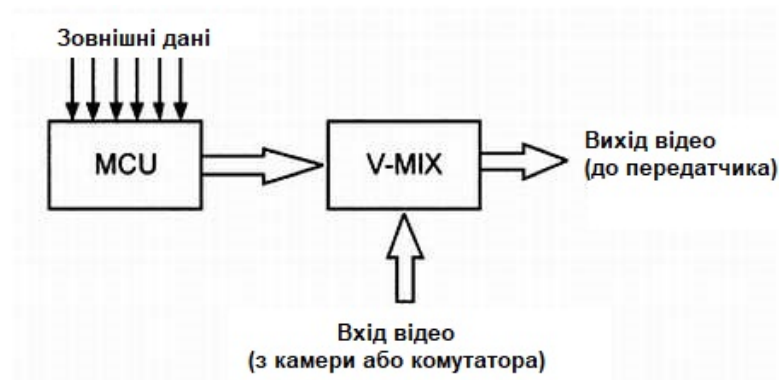 Зовнішні дані
MCU
V-MIX
Вихід відео
(до передатчика)
Вхід відео
(з камери або комутатора)